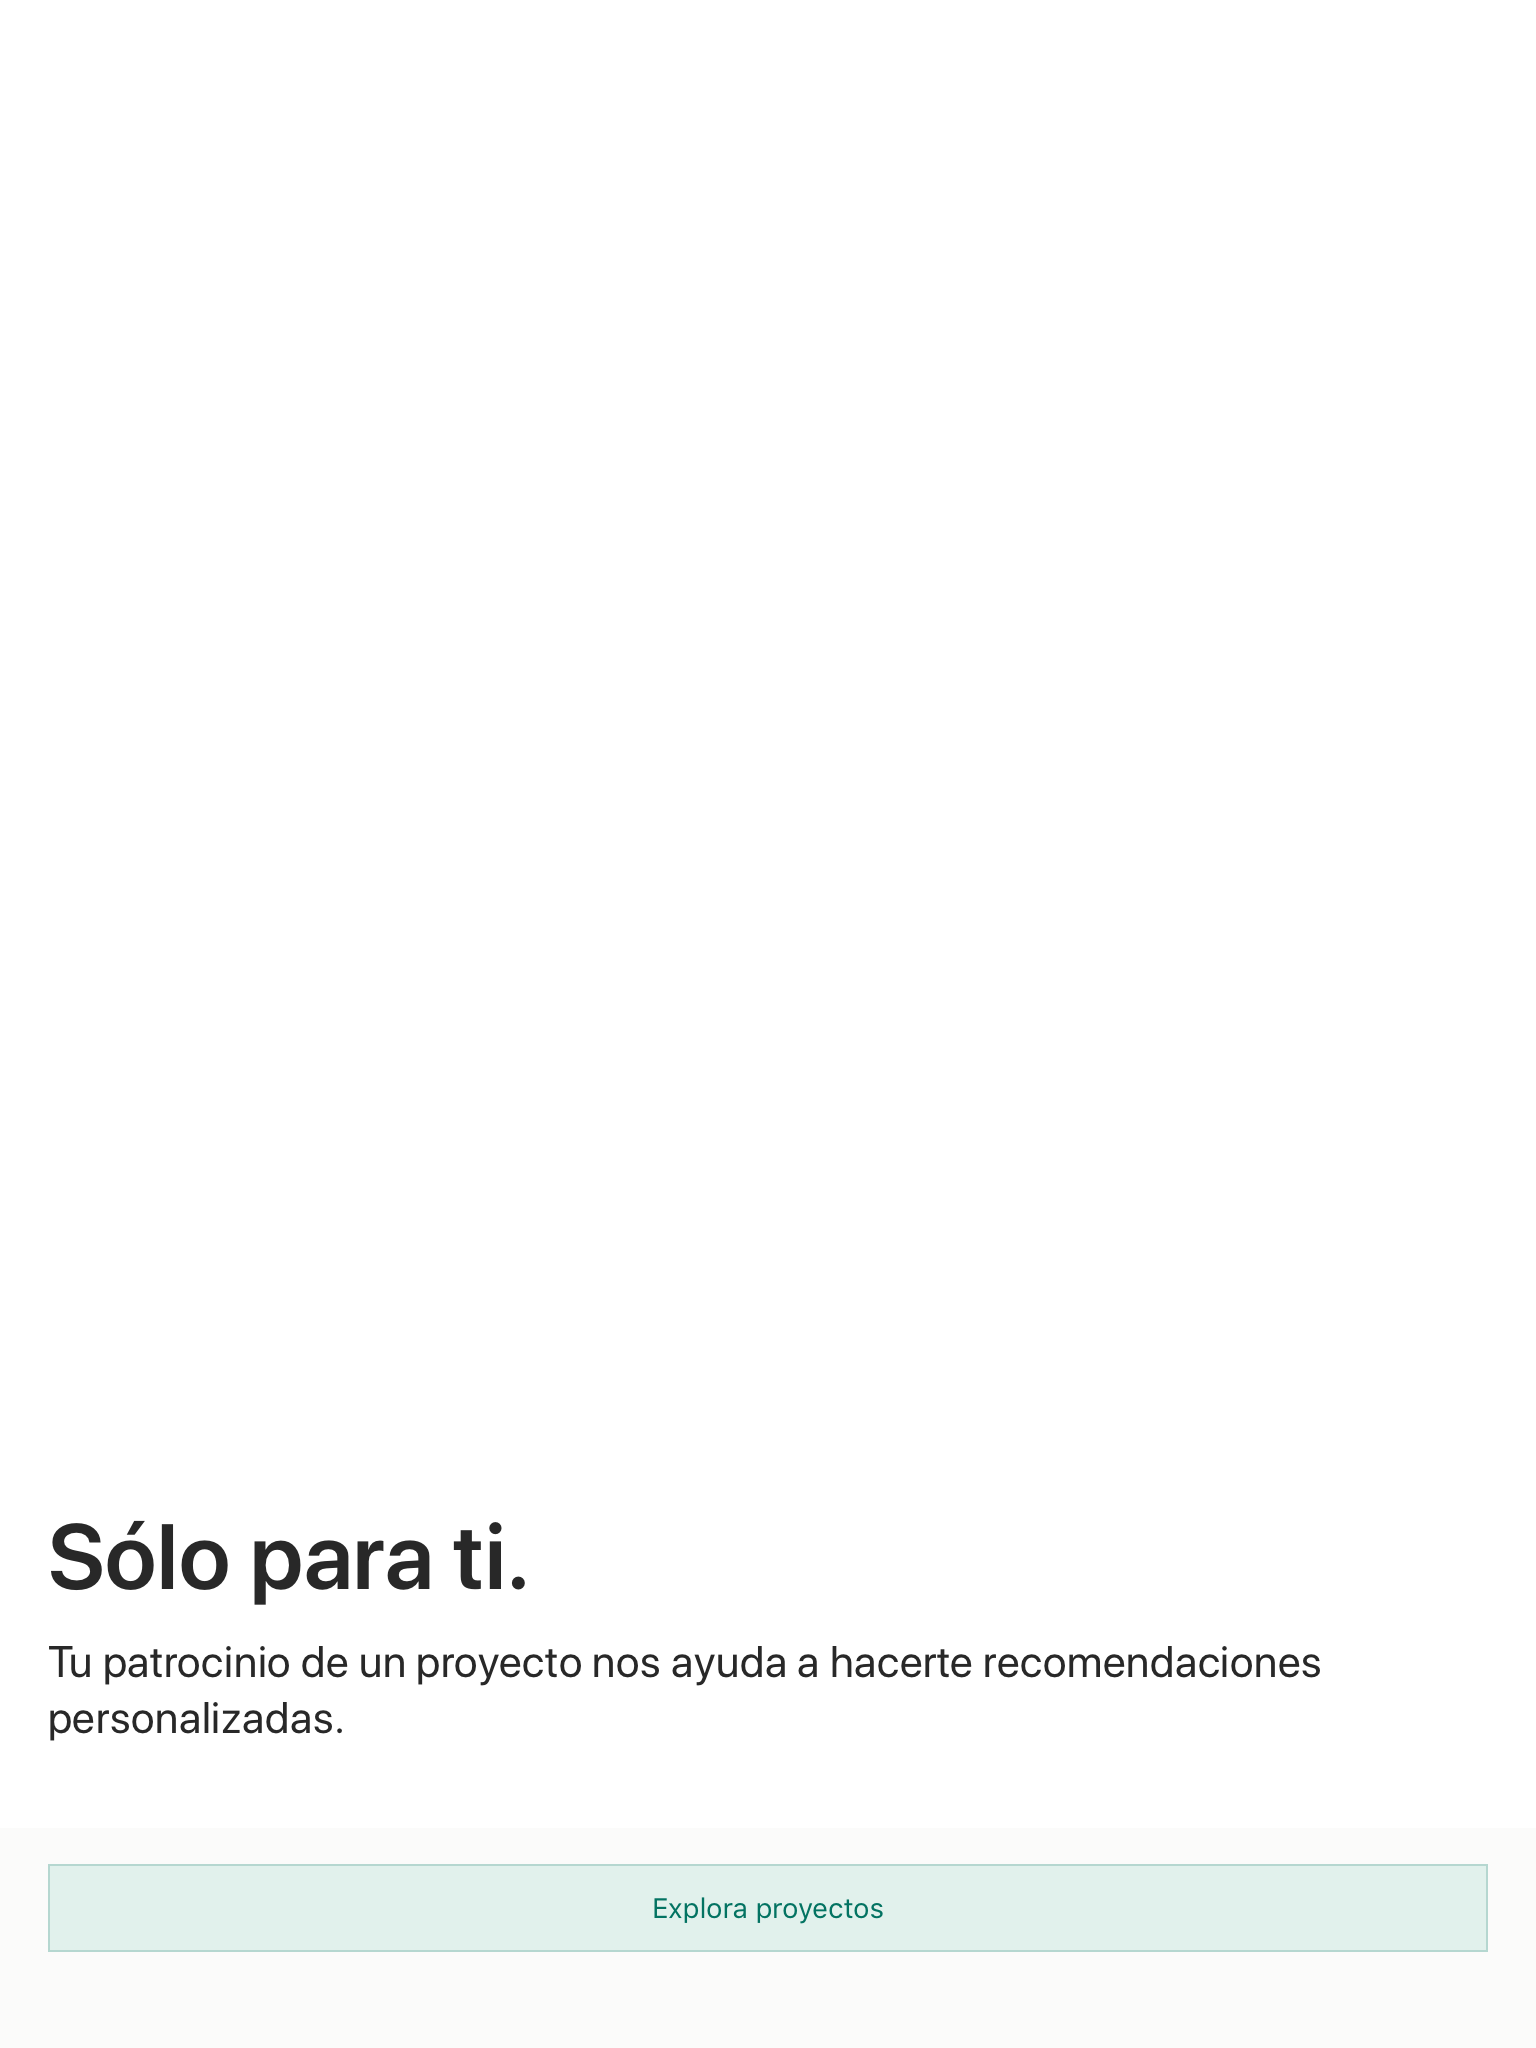 Sólo para ti.
Tu patrocinio de un proyecto nos ayuda a hacerte recomendaciones
personalizadas.
Explora proyectos